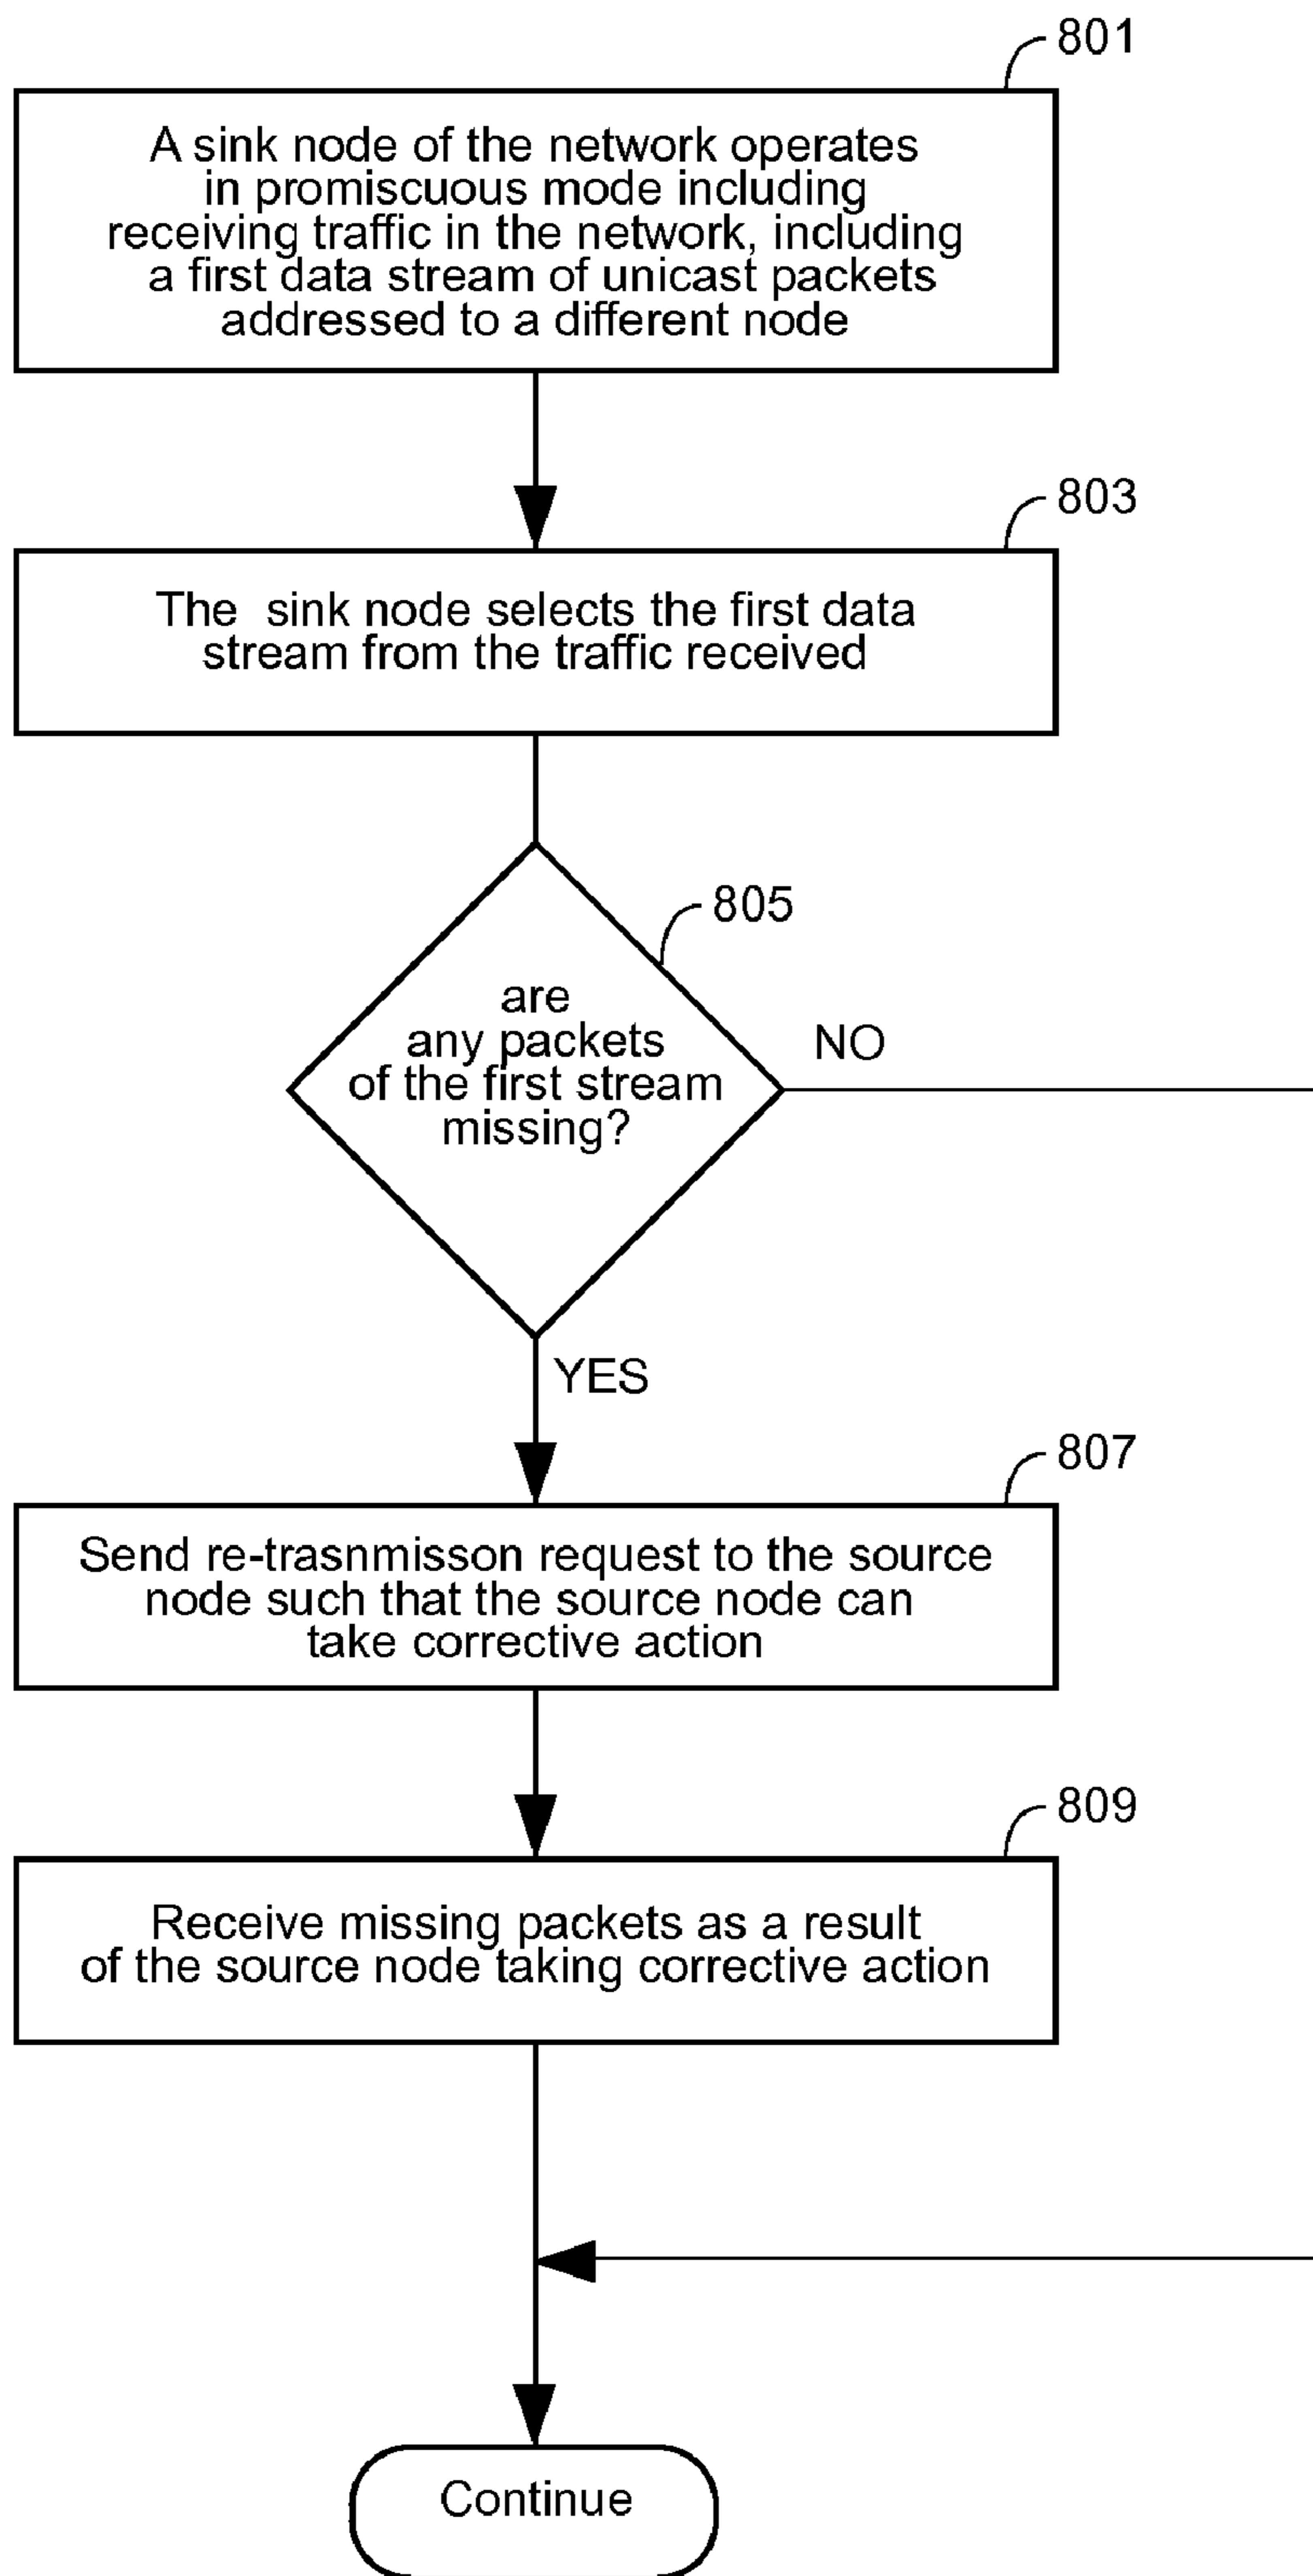 801
A sink node of the network operates
in promiscuous mode including
receiving traffic in the network, including
a first data stream of unicast packets
addressed to a different node
803
The sink node selects the first data
stream from the traffic received
805
are
any packets
of the first stream
missing?
NO
YES
807
Send re-trasnmisson request to the source
node such that the source node can
take corrective action
809
Receive missing packets as a result
of the source node taking corrective action
Continue